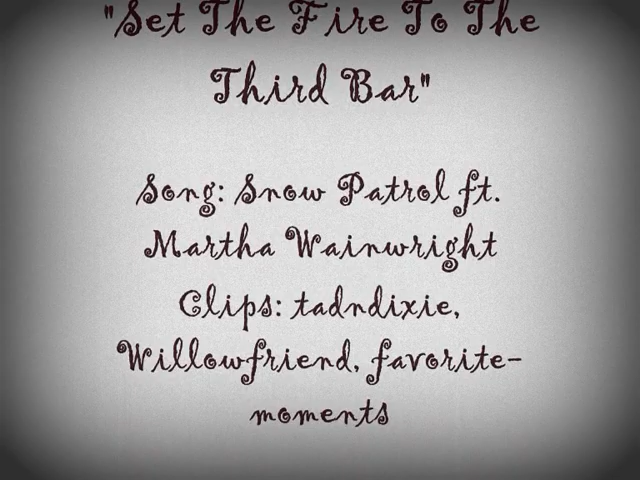 "Set The Fire To The
Third Bar"
Song: Snow Patrol ft.
Martha Wainwright
Clips: tadndixie,
Willowfriend, favorite-
moments